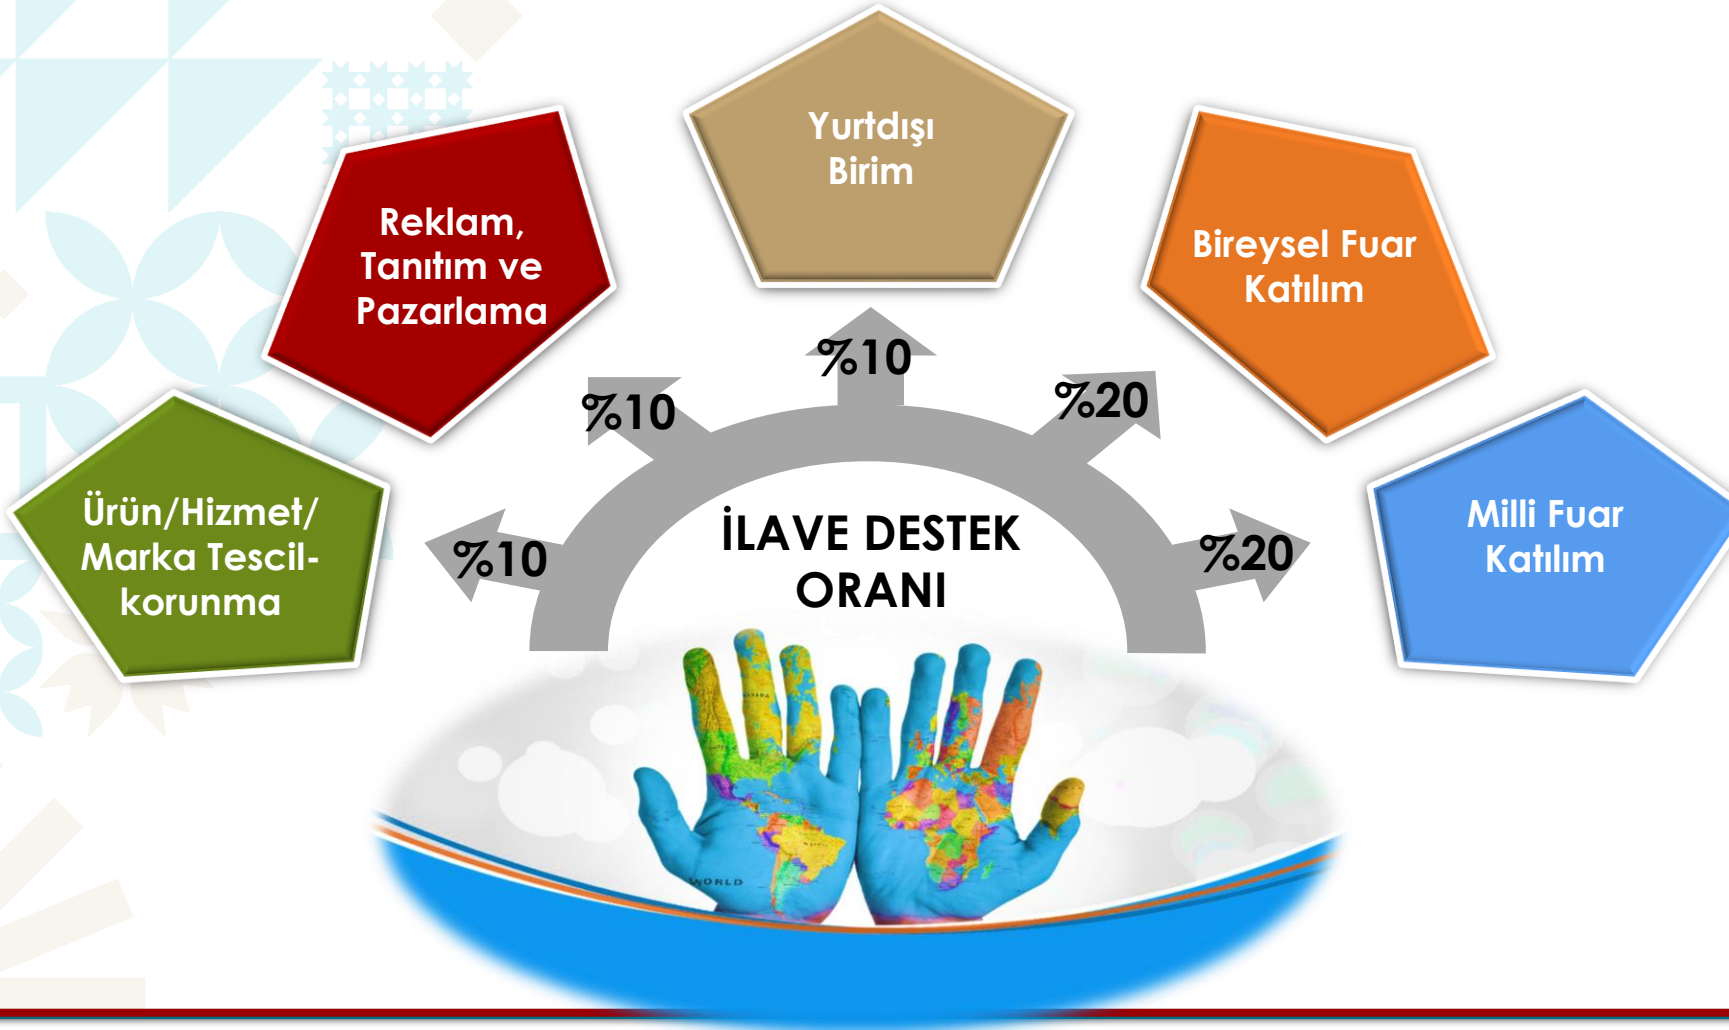 Yurtdışı
Birim
Reklam,
Tanıtım ve
Pazarlama
Bireysel Fuar
Katılım
Ürün/Hizmet/
Marka Tescil-
korunma
Milli Fuar
Katılım
%10
%10
%10
%20
%20
İLAVE DESTEK
ORANI
WORLD